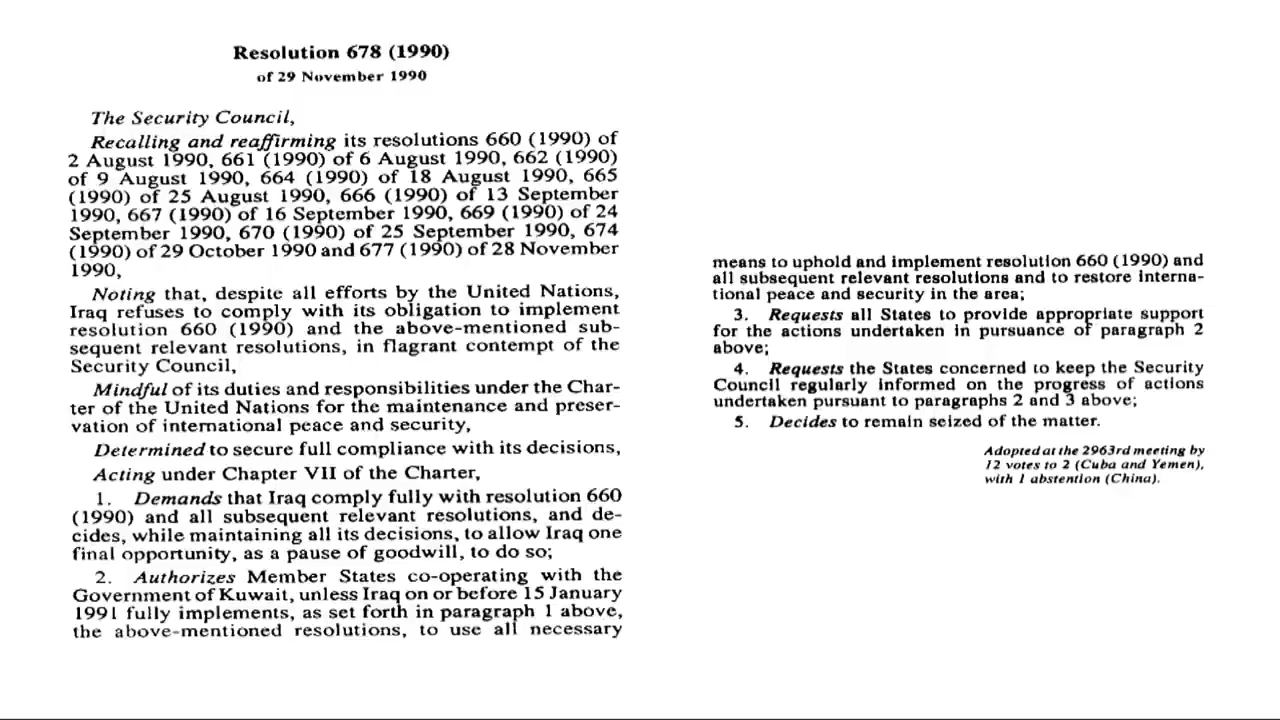 Resolution 678 (1990)
of 29 November 1990
The Security Council,
Recalling and reaffirming its resolutions 660 (1990) of
2 August 1990, 661 (1990) of 6 August 1990, 662 (1990)
of 9 August 1990, 664 (1990) of 18 August 1990, 665
(1990) of 25 August 1990, 666 (1990) of 13 September
1990, 667 (1990) of 16 September 1990, 669 (1990) of 24
September 1990, 670 (1990) of 25 September 1990, 674
(1990) of 29 October 1990 and 677 (1990) of 28 November
1990,
Noting that, despite all efforts by the United Nations,
Iraq refuses to comply with its obligation to implement
resolution 660 (1990) and the above-mentioned sub-
sequent relevant resolutions, in flagrant contempt of the
Security Council,
Mindful of its duties and responsibilities under the Char-
ter of the United Nations for the maintenance and preser-
vation of international peace and security,
Determined to secure full compliance with its decisions,
Acting under Chapter VII of the Charter,
1. Demands that Iraq comply fully with resolution 660
(1990) and all subsequent relevant resolutions, and de-
cides, while maintaining all its decisions, to allow Iraq one
final opportunity, as a pause of goodwill, to do so;
2. Authorizes Member States co-operating with the
Government of Kuwait, unless Iraq on or before 15 January
1991 fully implements, as set forth in paragraph 1 above,
the above-mentioned resolutions, to use all necessary
means to uphold and implement resolution 660 (1990) and
all subsequent relevant resolutions and to restore interna-
tional peace and security in the area;
3. Requests all States to provide appropriate support
for the actions undertaken in pursuance of paragraph 2
above;
4. Requests the States concerned to keep the Security
Council regularly informed on the progress of actions
undertaken pursuant to paragraphs 2 and 3 above;
5. Decides to remain seized of the matter.
Adopted at the 2963rd meeting by
12 votes to 2 (Cuba and Yemen),
with 1 abstention (China).